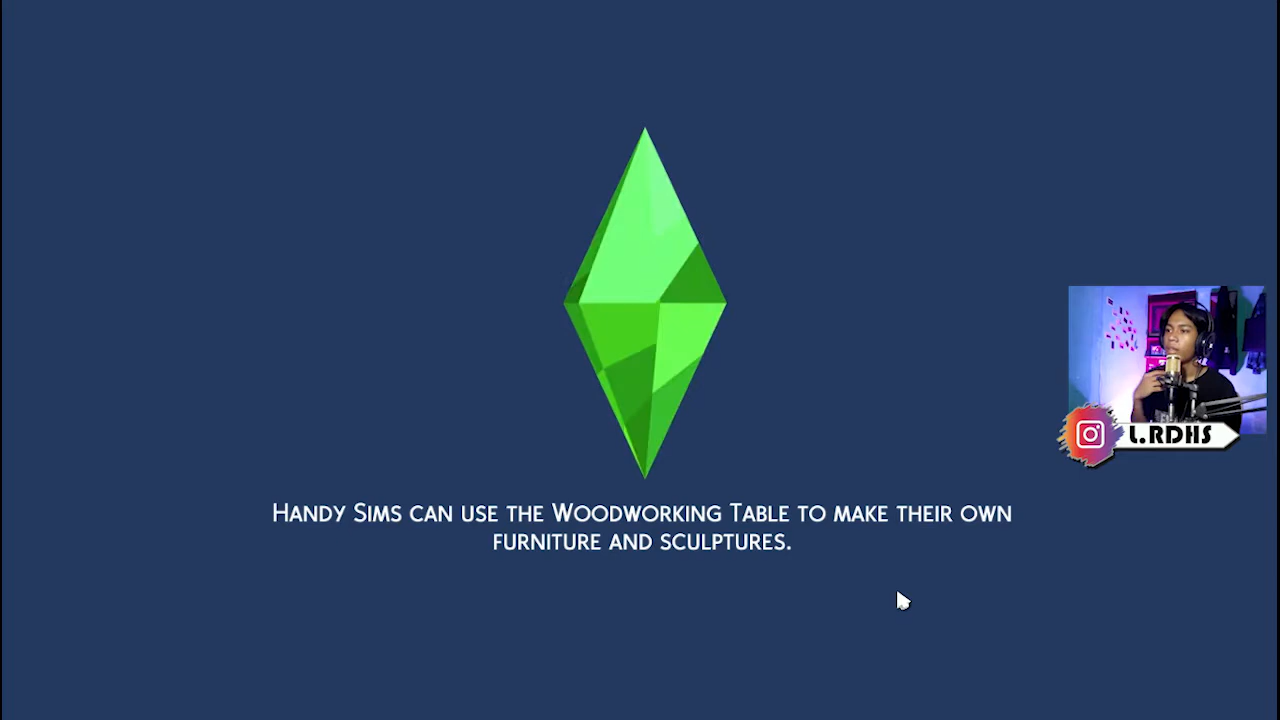 Handy Sims can use the Woodworking Table to make their own
furniture and sculptures.
L.RDHS